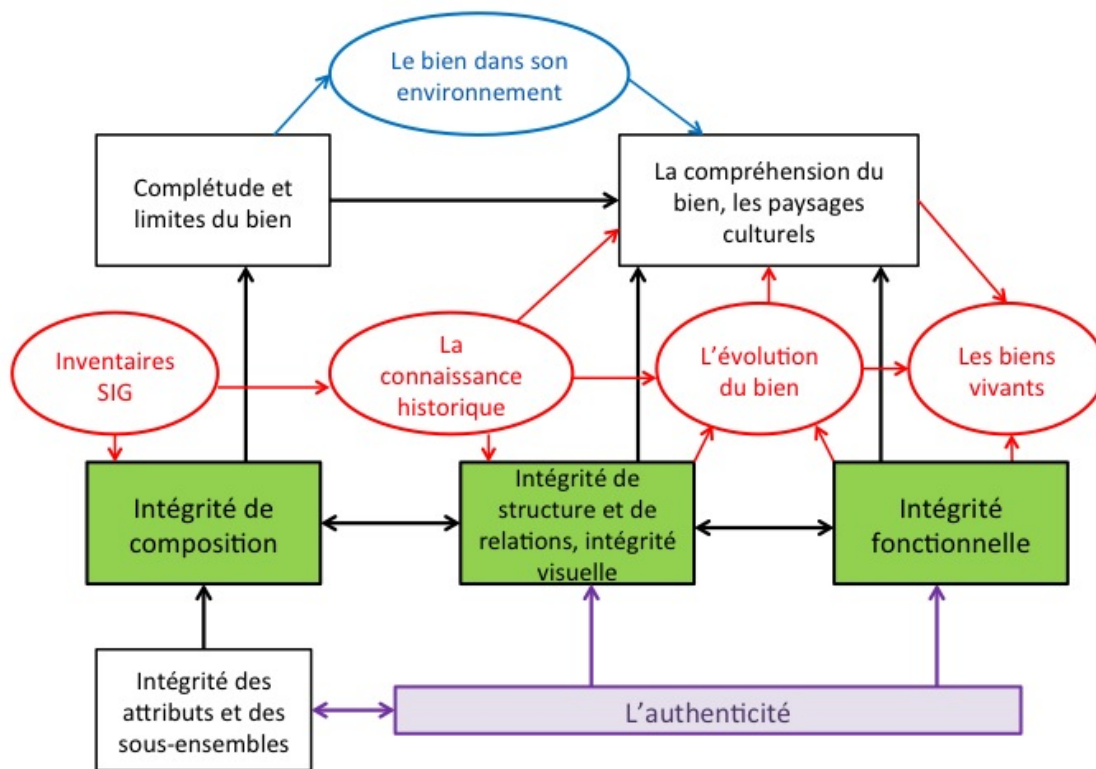 Le bien dans son
environnement
Complétude et
limites du bien
La compréhension du
bien, les paysages
culturels
Inventaires
SIG
La
connaissance
historique
L'évolution
du bien
Les biens
vivants
Intégrité de
composition
Intégrité de
structure et de
relations, intégrité
visuelle
Intégrité
fonctionnelle
Intégrité des
attributs et des
sous-ensembles
L'authenticité